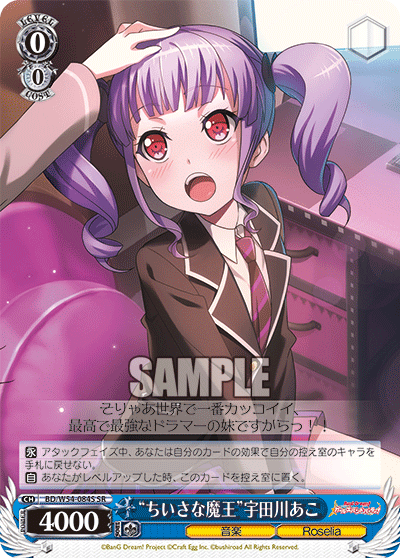 LEVEL
0
0
COST
SAMPLE
そりゃあ世界で一番カッコイイ、
最高で最強な!ドラマーの妹ですからっ!!
永 アタックフェイズ中、あなたは自分のカードの効果で自分の控え室のキャラを
手札に戻せない。
自 あなたがレベルアップした時、このカードを控え室に置く。
CH BD/W54-084S SR
“ちいさな魔王”宇田川あこ
POWER
4000
音楽
Roselia
©BanG Dream! Project ©Craft Egg Inc. ©bushiroad All Rights Reserved.